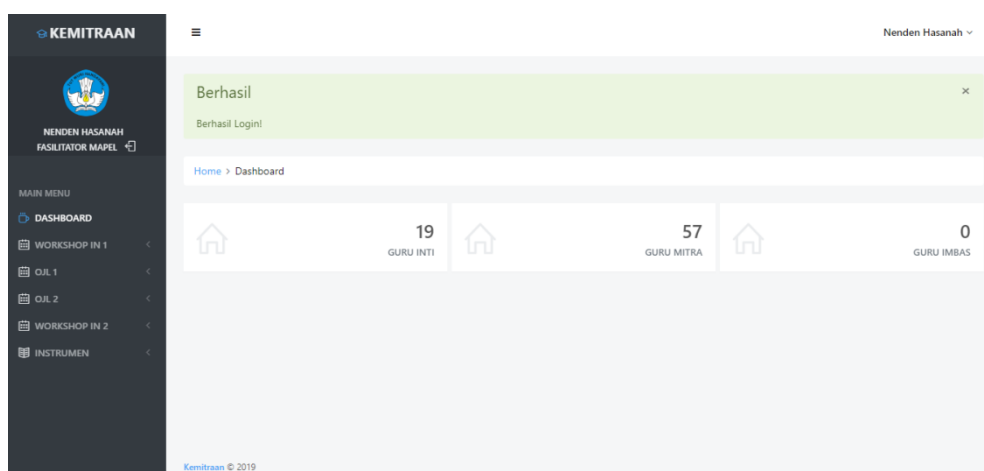 KEMITRAAN
Nenden Hasanah
NENDEN HASANAH
FASILITATOR MAPEL
MAIN MENU
DASHBOARD
WORKSHOP IN 1
OJL 1
OJL 2
WORKSHOP IN 2
INSTRUMEN
Berhasil
×
Berhasil Login!
Home > Dashboard
19
GURU INTI
57
GURU MITRA
0
GURU IMBAS
Kemitraan © 2019